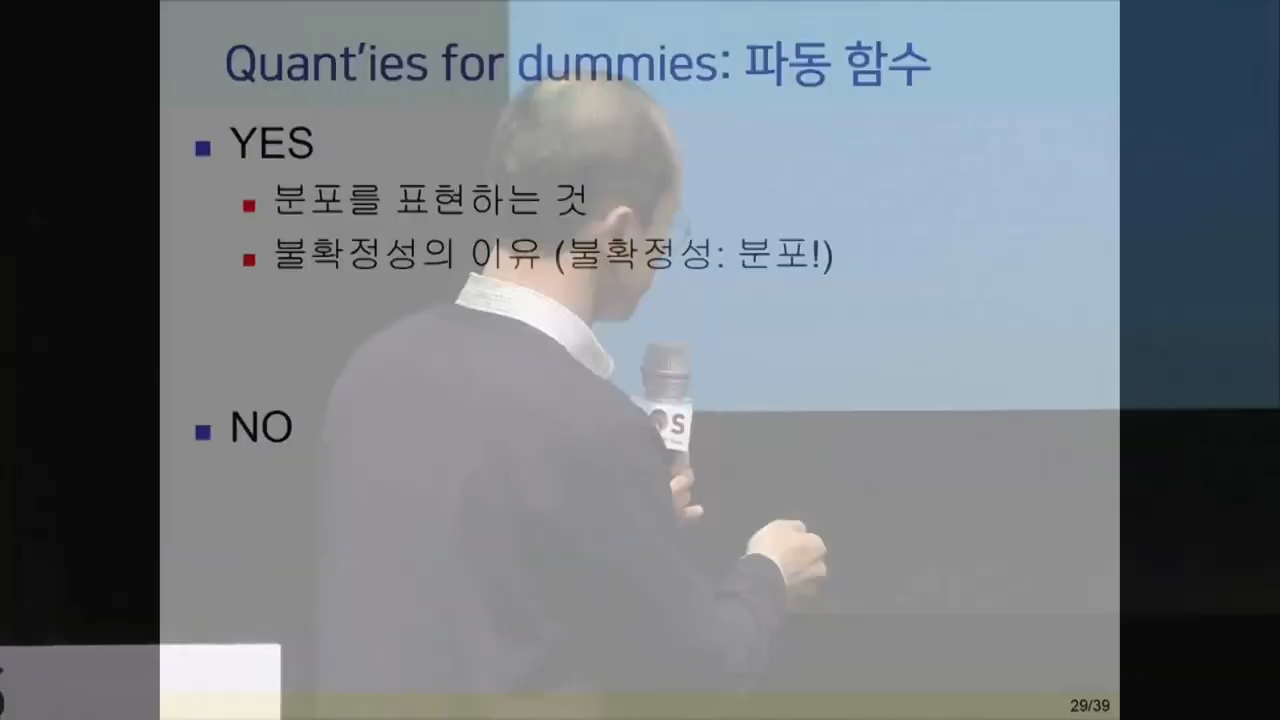 Quant'ies for dummies: 파동 함수
YES
분포를 표현하는 것
불확정성의 이유 (불확정성: 분포!)
NO
29/39